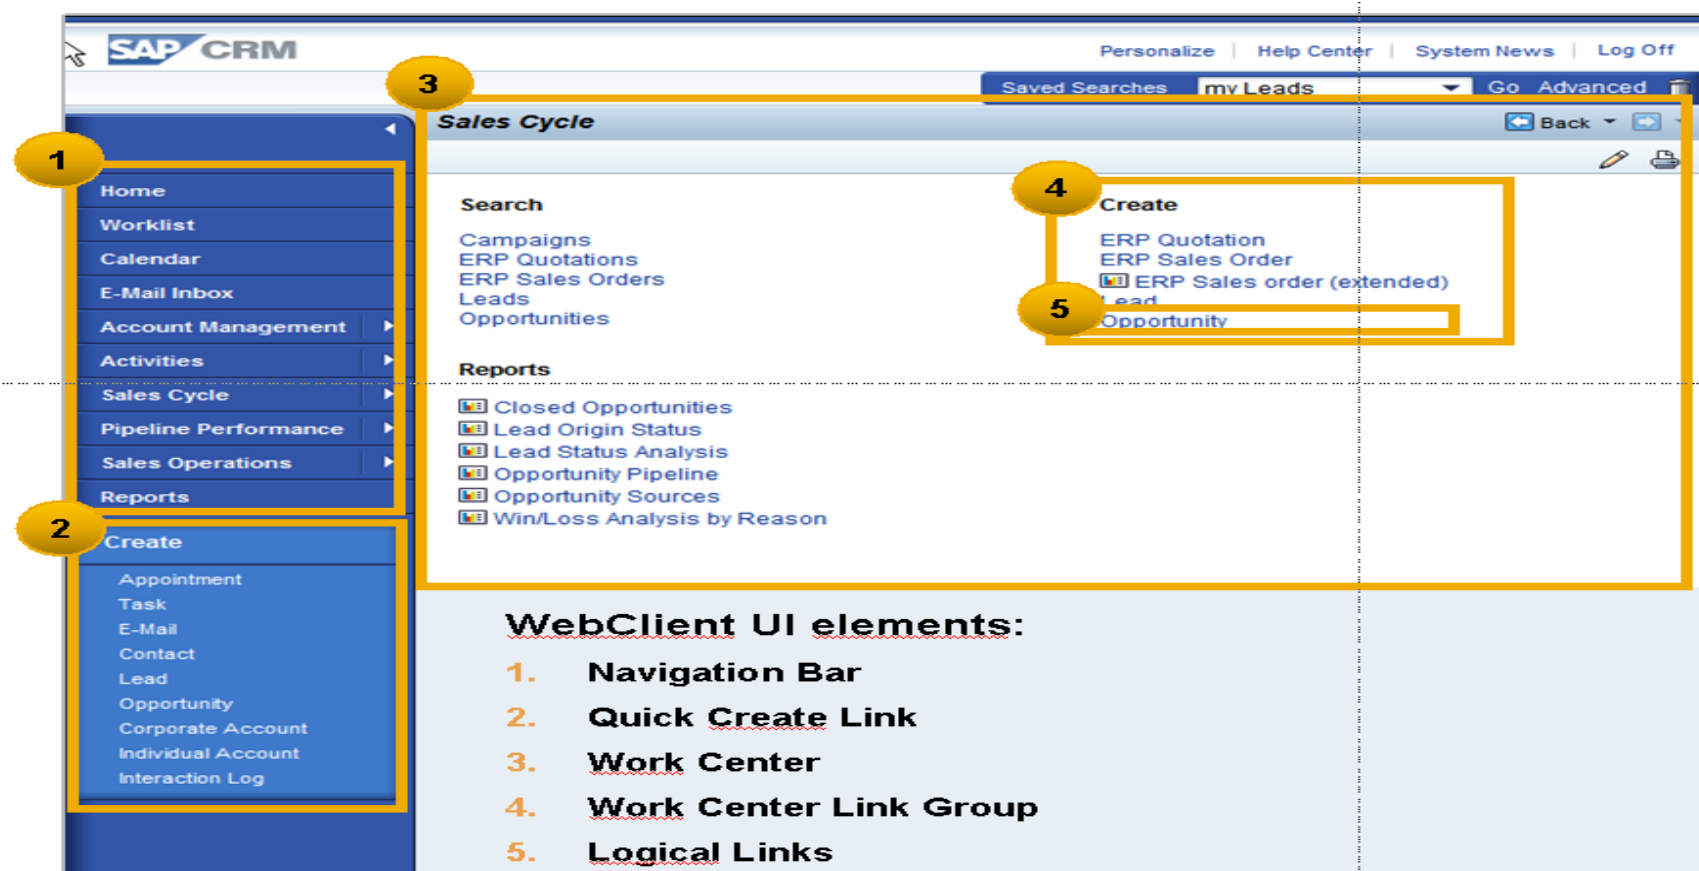 SAP CRM
Personalize | Help Center | System News | Log Off
Saved Searches my Leads Go Advanced
3
Sales Cycle
Back
1
Home
Worklist
Calendar
E-Mail Inbox
Account Management
Activities
Sales Cycle
Pipeline Performance
Sales Operations
Reports
2
Create
Appointment
Task
E-Mail
Contact
Lead
Opportunity
Corporate Account
Individual Account
Interaction Log
Search
Campaigns
ERP Quotations
ERP Sales Orders
Leads
Opportunities
4
Create
ERP Quotation
ERP Sales Order
ERP Sales order (extended)
Lead
5
Opportunity
Reports
Closed Opportunities
Lead Origin Status
Lead Status Analysis
Opportunity Pipeline
Opportunity Sources
Win/Loss Analysis by Reason
WebClient UI elements:
1. Navigation Bar
2. Quick Create Link
3. Work Center
4. Work Center Link Group
5. Logical Links